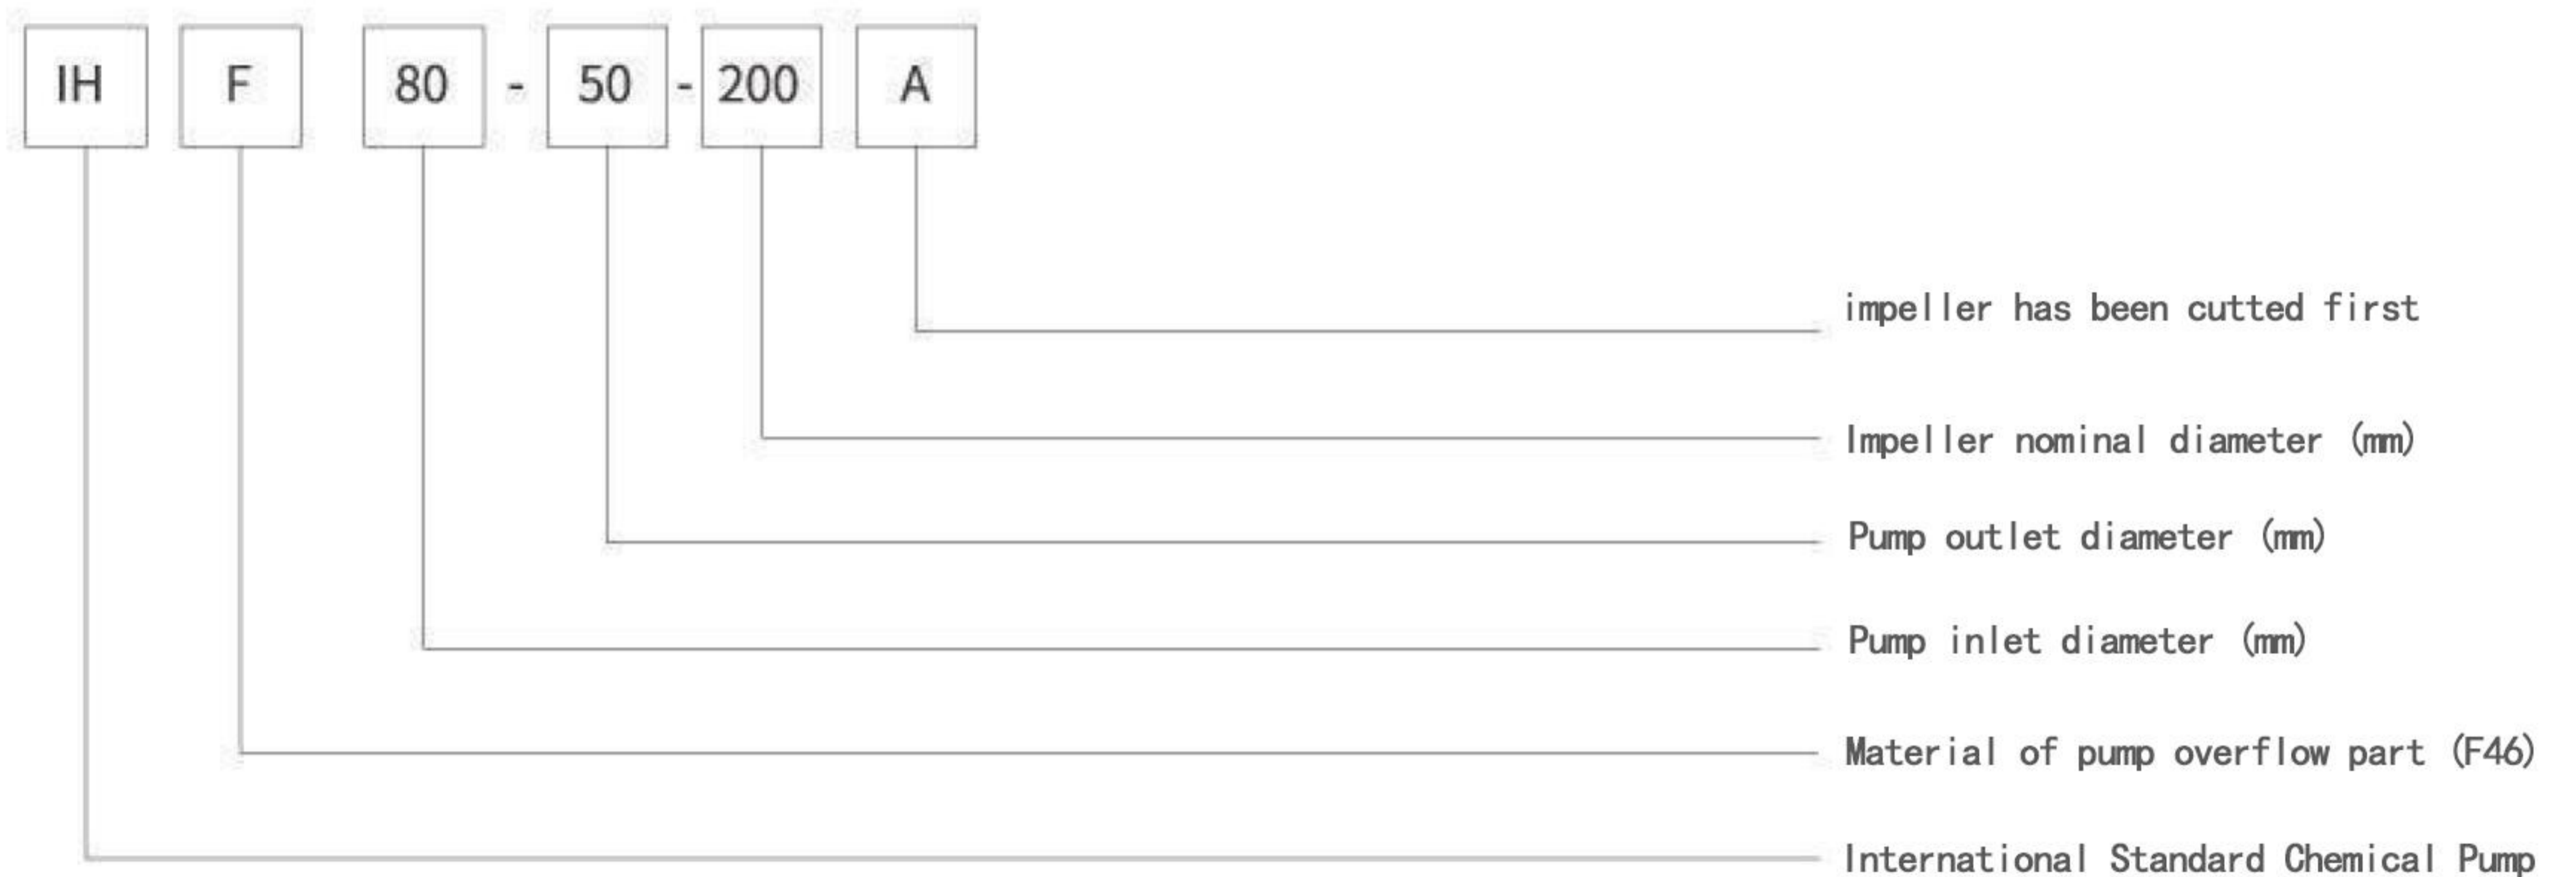 IH F 80 - 50 - 200 A
impeller has been cutted first
Impeller nominal diameter (mm)
Pump outlet diameter (mm)
Pump inlet diameter (mm)
Material of pump overflow part (F46)
International Standard Chemical Pump